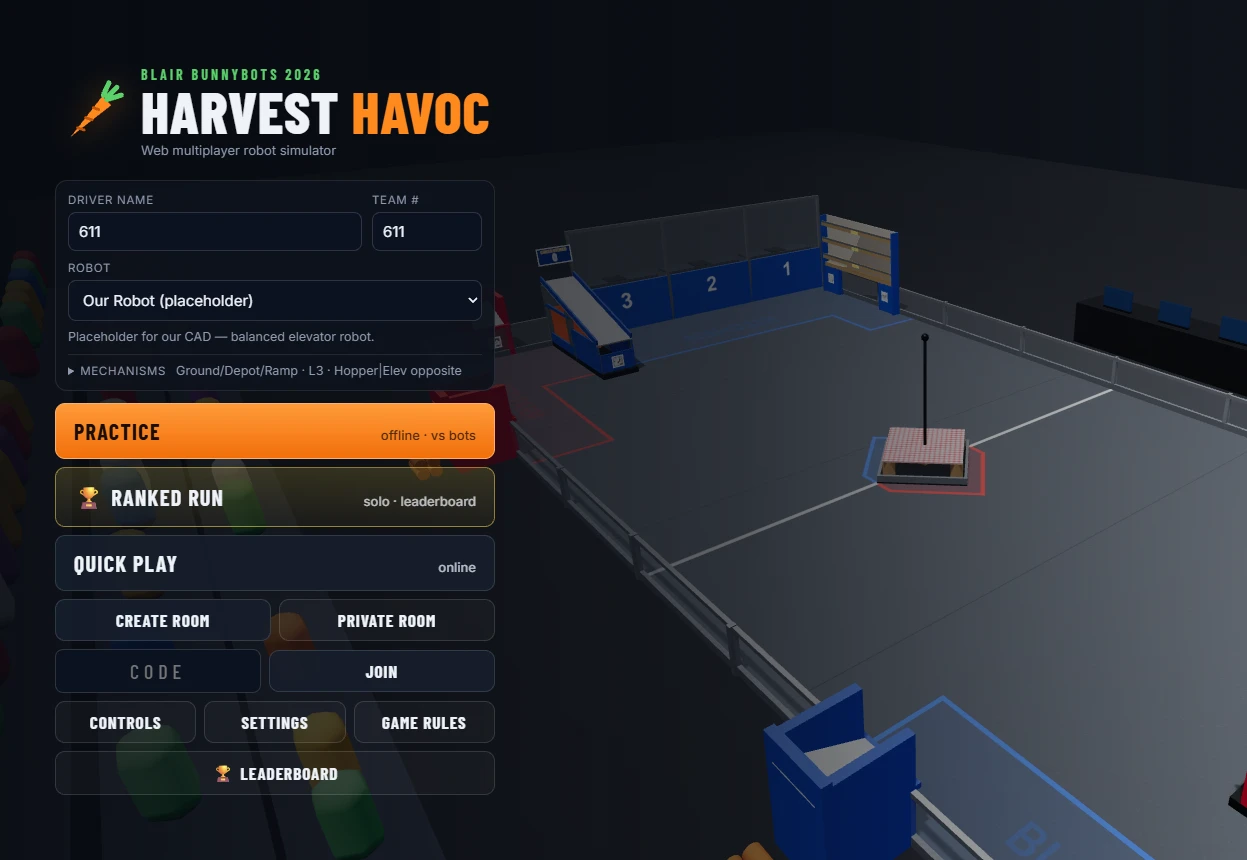 BLAIR BUNNYBOTS 2026
HARVEST HAVOC
Web multiplayer robot simulator
DRIVER NAME
TEAM #
611
611
ROBOT
Our Robot (placeholder)
Placeholder for our CAD — balanced elevator robot.
MECHANISMS Ground/Depot/Ramp · L3 · Hopper|Elev opposite
PRACTICE
offline · vs bots
RANKED RUN
solo · leaderboard
QUICK PLAY
online
CREATE ROOM
PRIVATE ROOM
CODE
JOIN
CONTROLS
SETTINGS
GAME RULES
LEADERBOARD
3
2
1